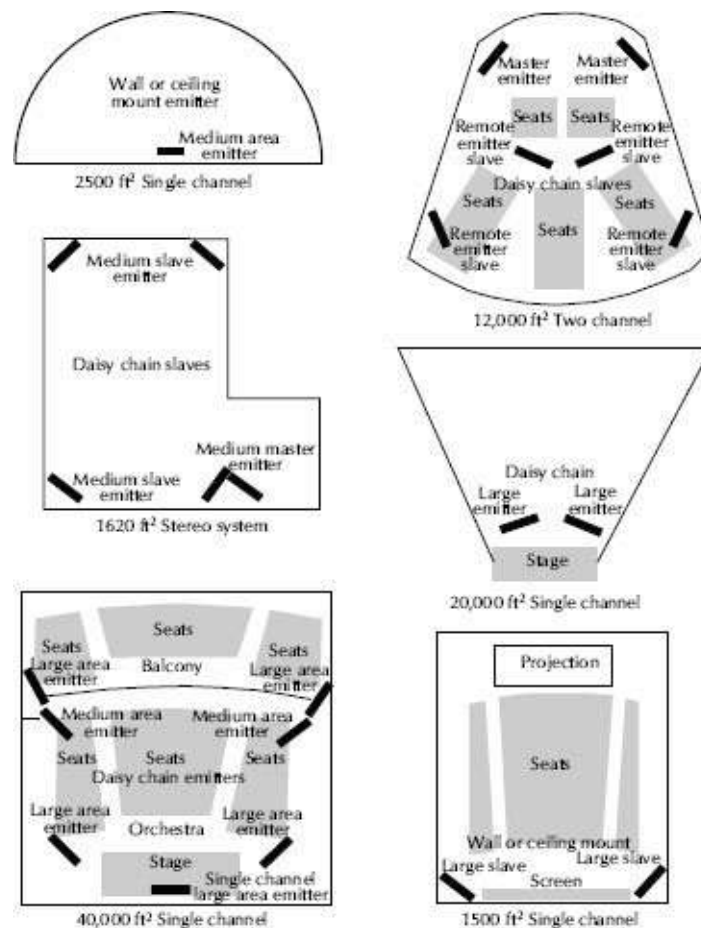 Wall or ceiling
mount emitter
Medium area
emitter
2500 ft² Single channel
Master
emitter
Master
emitter
Seats
Seats
Remote
emitter
slave
Remote
emitter
slave
Daisy chain slaves
Seats
Seats
Seats
Remote
emitter
slave
Remote
emitter
slave
12,000 ft² Two channel
Medium slave
emitter
Daisy chain slaves
Medium master
emitter
Medium slave
emitter
1620 ft² Stereo system
Daisy chain
Large
emitter
Large
emitter
Stage
20,000 ft² Single channel
Seats
Seats
Large area
emitter
Balcony
Seats
Large area
emitter
Medium area
emitter
Medium area
emitter
Seats
Seats
Seats
Daisy chain emitters
Large area
emitter
Orchestra
Large area
emitter
Stage
Single channel
large area emitter
40,000 ft² Single channel
Projection
Seats
Wall or ceiling mount
Large slave
Large slave
Screen
1500 ft² Single channel